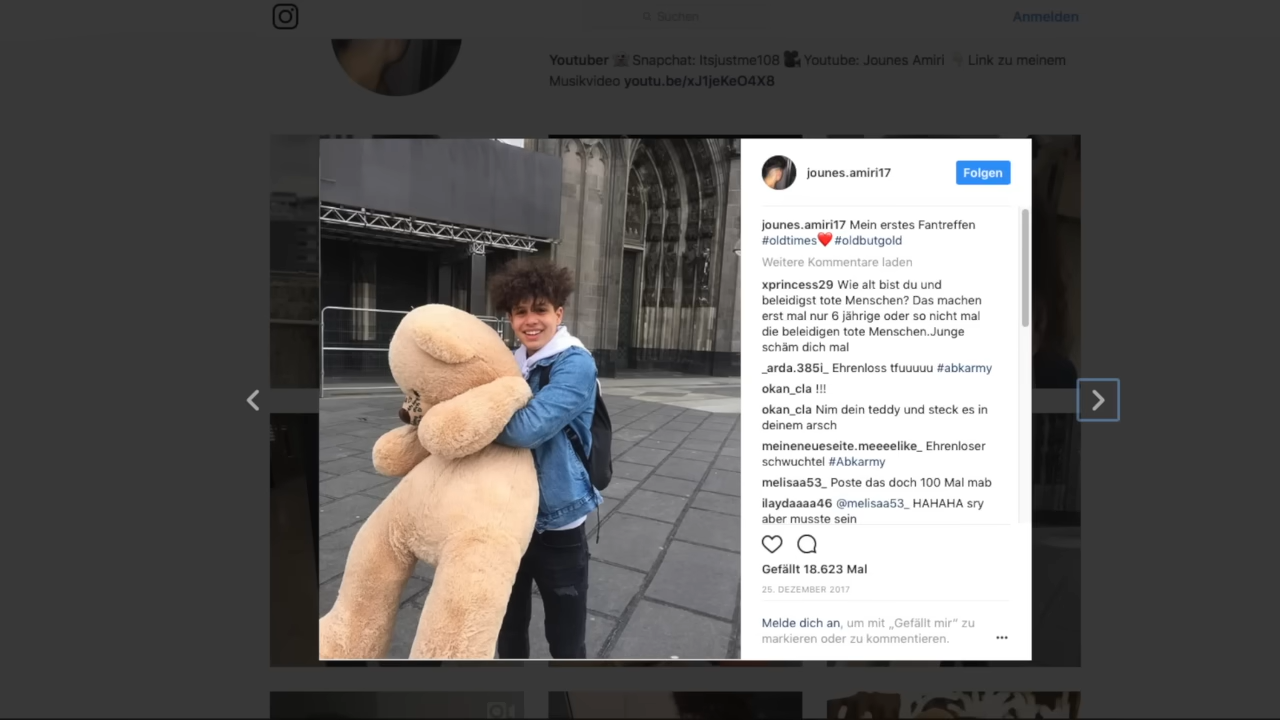 Suchen
Anmelden
Youtuber Snapchat: Itsjustme108 Youtube: Jounes Amiri Link zu meinem
Musikvideo youtu.be/xJ1jeKeO4X8
jounes.amiri17
Folgen
jounes.amiri17 Mein erstes Fantreffen
#oldtimes❤️#oldbutgold
Weitere Kommentare laden
xprincess29 Wie alt bist du und
beleidigst tote Menschen? Das machen
erst mal nur 6 jährige oder so nicht mal
die beleidigen tote Menschen.Junge
schäm dich mal
_arda.385i_ Ehrenloss tfuuuuu #abkarmy
okan_cla !!!
okan_cla Nim dein teddy und steck es in
deinem arsch
meineneueseite.meeeelike_ Ehrenloser
schwuchtel #Abkarmy
melisaa53_ Poste das doch 100 Mal mab
ilaydaaaa46 @melisaa53_ HAHAHA sry
aber musste sein
Gefällt 18.623 Mal
25. DEZEMBER 2017
Melde dich an, um mit „Gefällt mir" zu
markieren oder zu kommentieren.